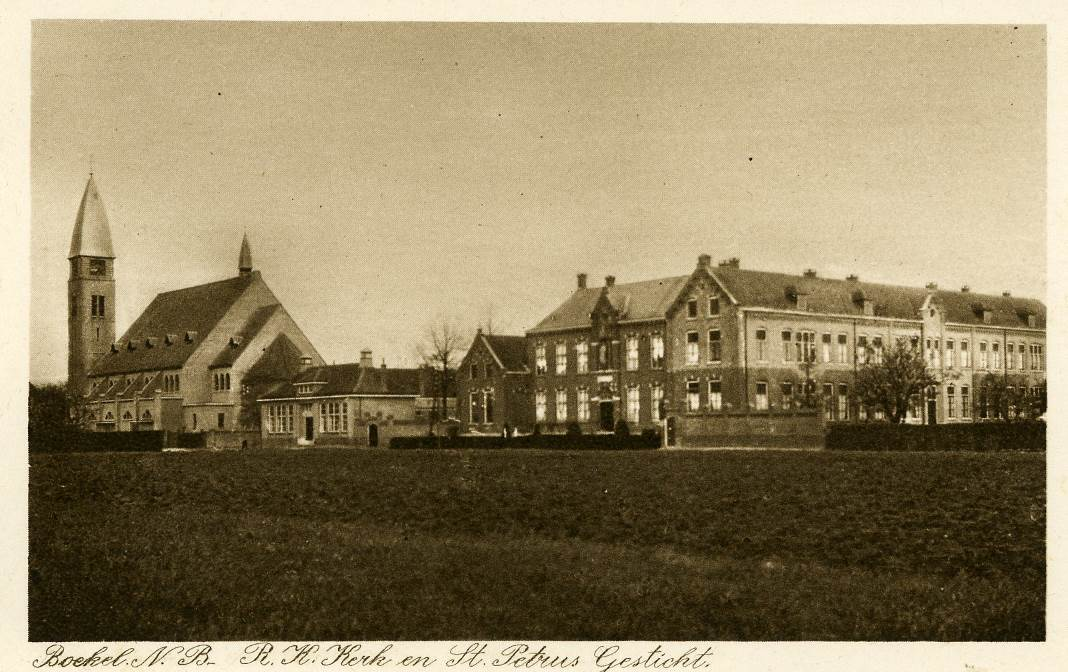 Boekel. N. B. R. K. Kerk en St. Petrus Gesticht.